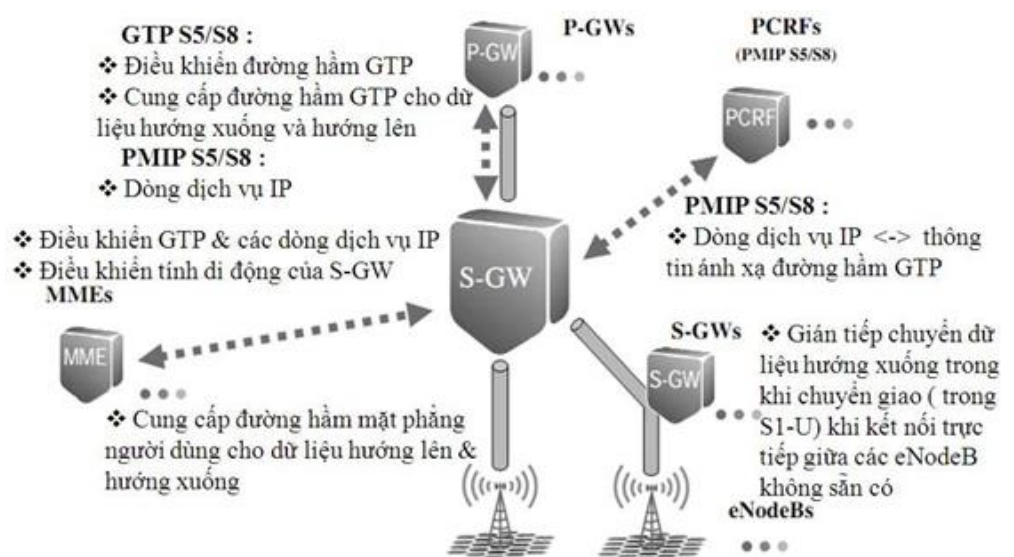 GTP S5/S8 :
❖ Điều khiển đường hầm GTP
❖ Cung cấp đường hầm GTP cho dữ
liệu hướng xuống và hướng lên
PMIP S5/S8 :
❖ Dòng dịch vụ IP
P-GW
P-GWs
PCRFs
(PMIP S5/S8)
PCRF
PMIP S5/S8 :
❖ Dòng dịch vụ IP <-> thông
tin ánh xạ đường hầm GTP
❖ Điều khiển GTP & các dòng dịch vụ IP
❖ Điều khiển tính di động của S-GW
MMEs
MME
S-GW
❖ Cung cấp đường hầm mặt phẳng
người dùng cho dữ liệu hướng lên &
hướng xuống
S-GWs
S-GW
❖ Gián tiếp chuyển dữ
liệu hướng xuống trong
khi chuyển giao ( trong
S1-U) khi kết nối trực
tiếp giữa các eNodeB
không sẵn có
eNodeBs